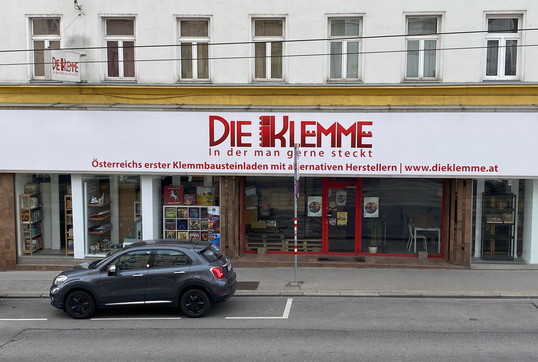 DIE KLEMME
DIE KLEMME
In der man gerne steckt
Österreichs erster Klemmbausteinladen mit alternativen Herstellern | www.dieklemme.at